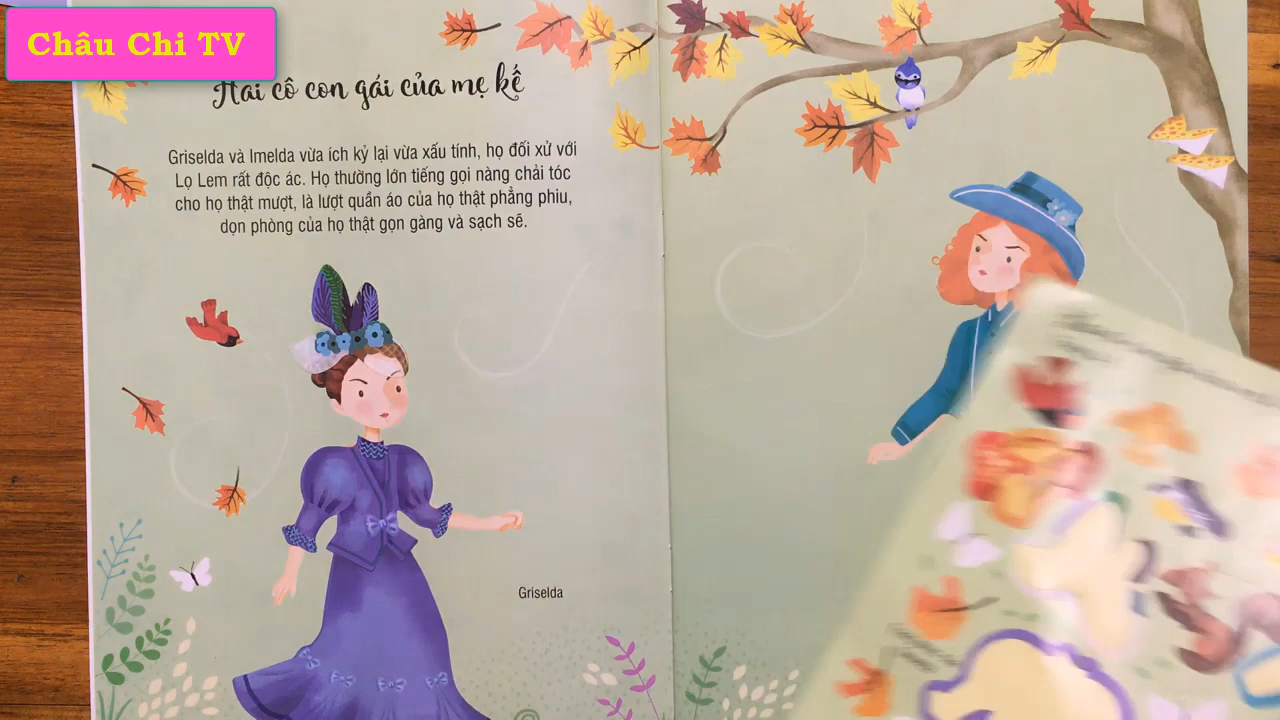 Châu Chi TV
Hai cô con gái của mẹ kế
Griselda và Imelda vừa ích kỷ lại vừa xấu tính, họ đối xử với
Lọ Lem rất độc ác. Họ thường lớn tiếng gọi nàng chải tóc
cho họ thật mượt, là lượt quần áo của họ thật phẳng phiu,
dọn phòng của họ thật gọn gàng và sạch sẽ.
Griselda